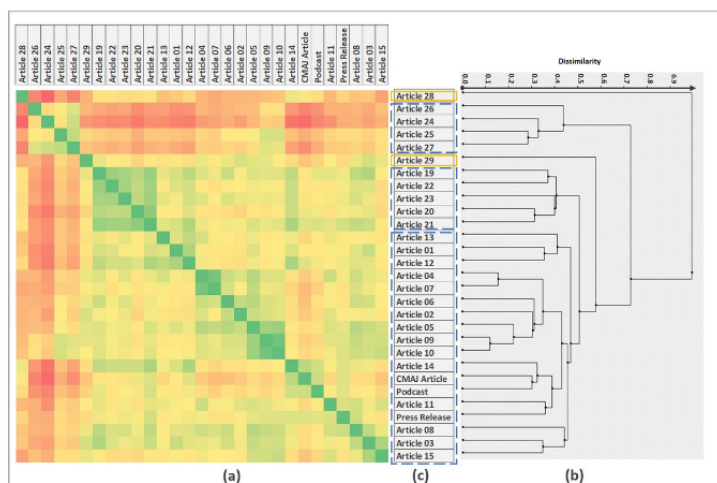 Article 28
Article 26
Article 24
Article 25
Article 27
Article 29
Article 19
Article 22
Article 23
Article 20
Article 21
Article 13
Article 01
Article 12
Article 04
Article 07
Article 06
Article 02
Article 05
Article 09
Article 10
Article 14
CMAJ Article
Podcast
Article 11
Press Release
Article 08
Article 03
Article 15
Dissimilarity
0.0
0.1
0.2
0.3
0.4
0.5
0.6
0.7
0.8
0.9
Article 28
Article 26
Article 24
Article 25
Article 27
Article 29
Article 19
Article 22
Article 23
Article 20
Article 21
Article 13
Article 01
Article 12
Article 04
Article 07
Article 06
Article 02
Article 05
Article 09
Article 10
Article 14
CMAJ Article
Podcast
Article 11
Press Release
Article 08
Article 03
Article 15
(a)
(c)
(b)